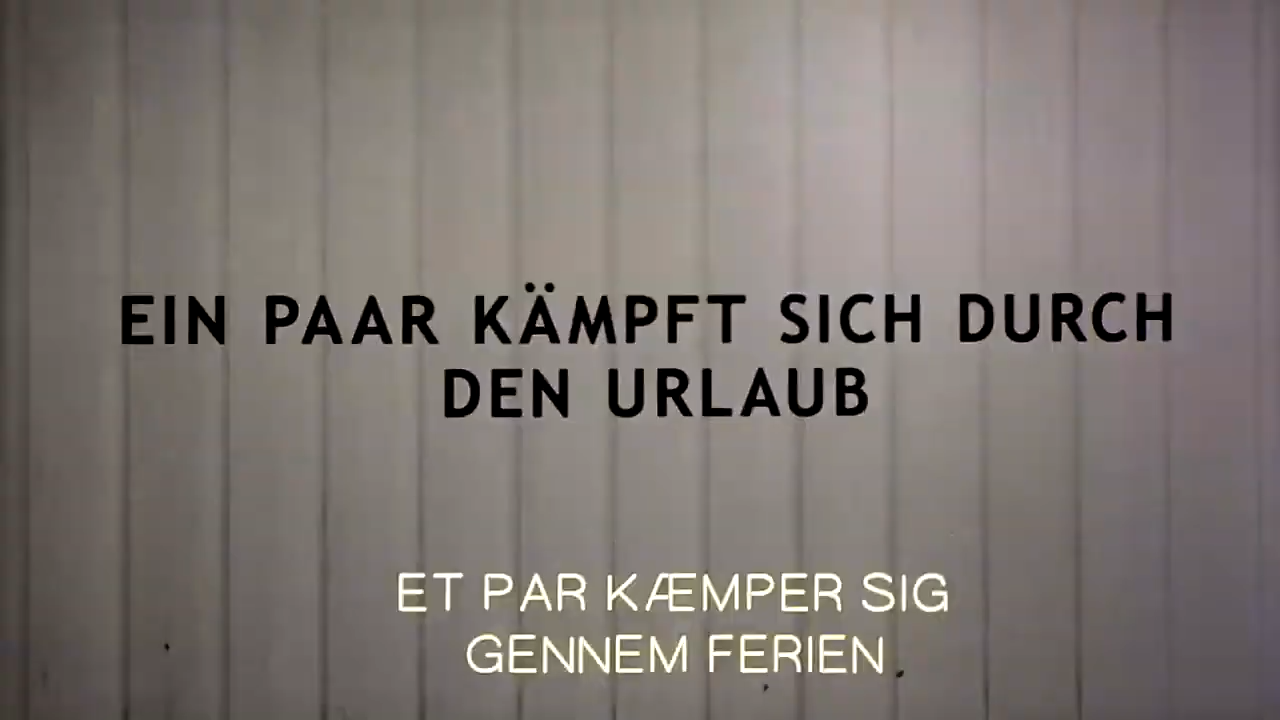 EIN PAAR KÄMPFT SICH DURCH
DEN URLAUB
ET PAR KÆMPER SIG
GENNEM FERIEN